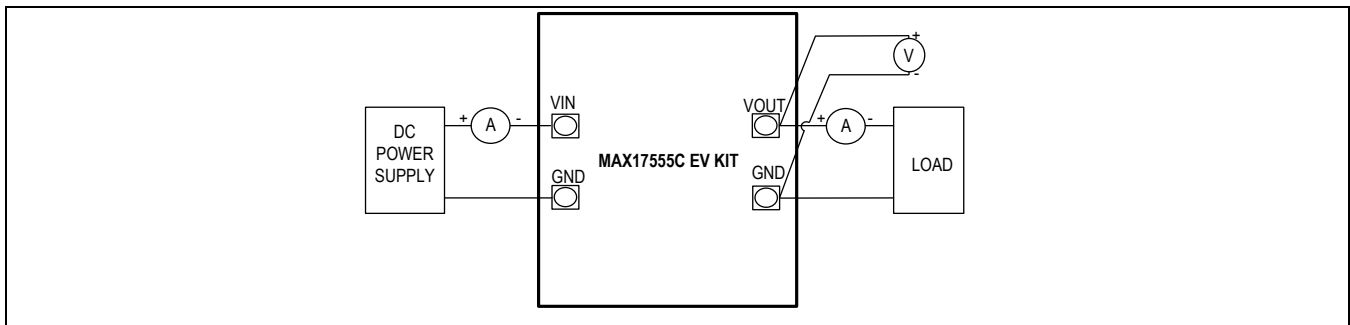 +
V
-
VIN
VOUT
DC
POWER
SUPPLY
+ A -
+ A -
MAX17555C EV KIT
LOAD
GND
GND